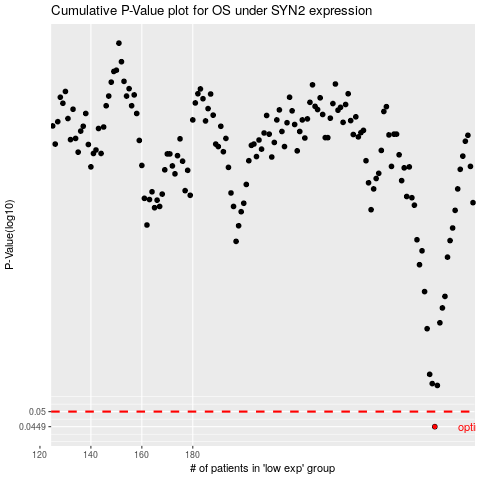 Cumulative P-Value plot for OS under SYN2 expression
P-Value(log10)
0.05
0.0449
opti
120 140 160 180
# of patients in 'low exp' group